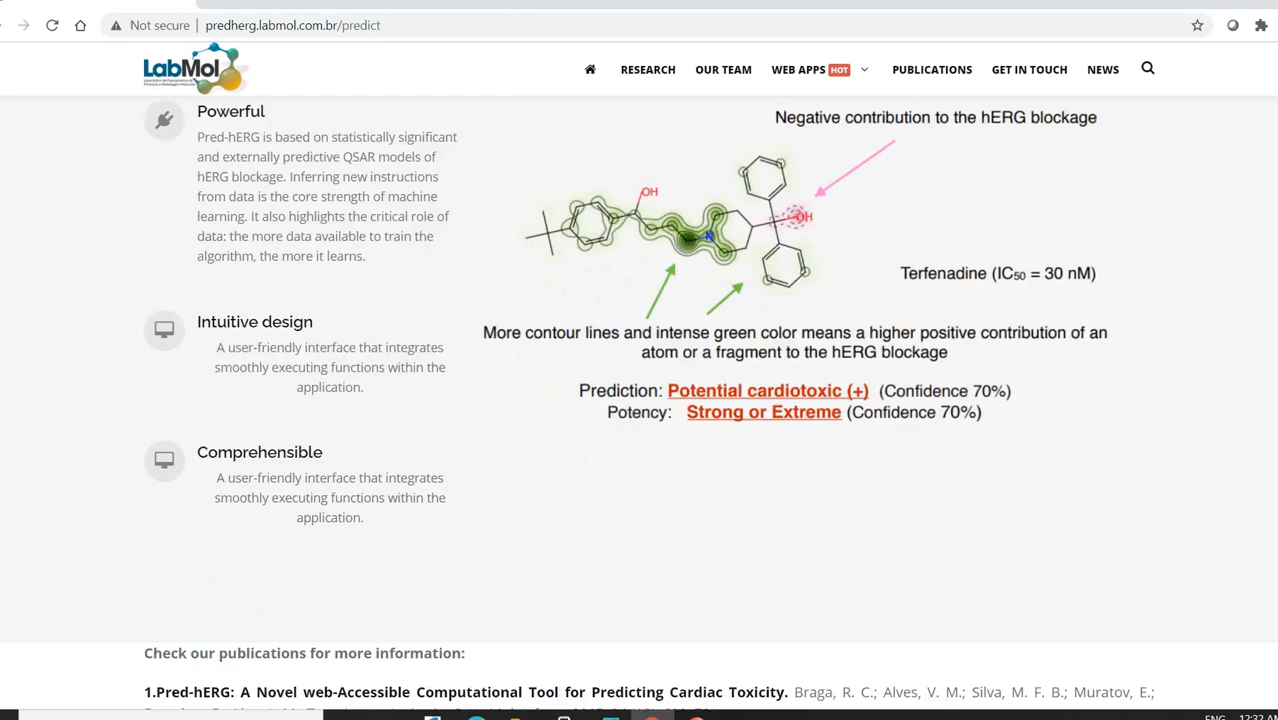 Not secure predherg.labmol.com.br/predict
LabMol
RESEARCH OUR TEAM WEB APPS HOT PUBLICATIONS GET IN TOUCH NEWS
Powerful
Pred-hERG is based on statistically significant
and externally predictive QSAR models of
hERG blockage. Inferring new instructions
from data is the core strength of machine
learning. It also highlights the critical role of
data: the more data available to train the
algorithm, the more it learns.
Intuitive design
A user-friendly interface that integrates
smoothly executing functions within the
application.
Comprehensible
A user-friendly interface that integrates
smoothly executing functions within the
application.
Negative contribution to the hERG blockage
OH
OH
N
Terfenadine (IC50 = 30 nM)
More contour lines and intense green color means a higher positive contribution of an
atom or a fragment to the hERG blockage
Prediction: Potential cardiotoxic (+) (Confidence 70%)
Potency: Strong or Extreme (Confidence 70%)
Check our publications for more information:
1.Pred-hERG: A Novel web-Accessible Computational Tool for Predicting Cardiac Toxicity. Braga, R. C.; Alves, V. M.; Silva, M. F. B.; Muratov, E.;
ENG